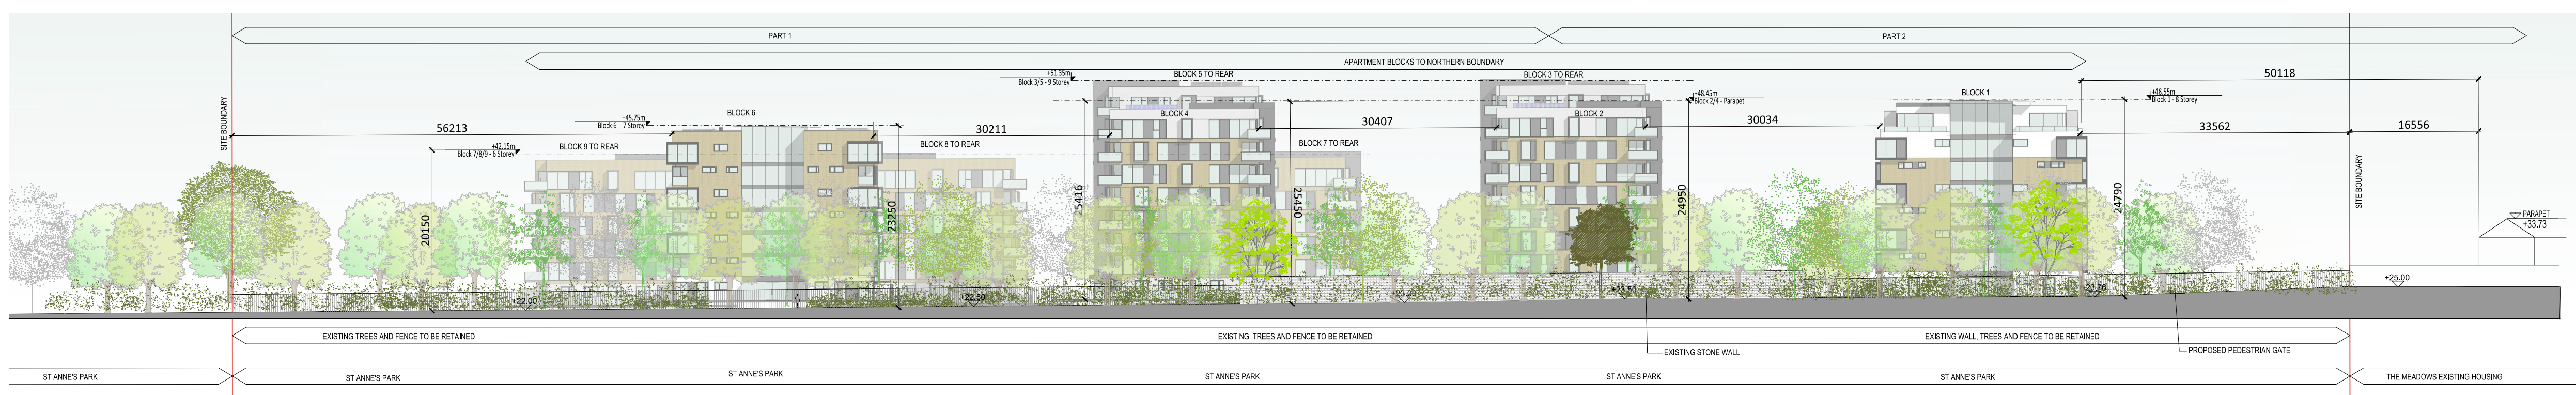 PART 1
PART 2
APARTMENT BLOCKS TO NORTHERN BOUNDARY
+51.35m
Block 3/5 - 9 Storey
BLOCK 5 TO REAR
BLOCK 3 TO REAR
50118
SITE BOUNDARY
+48.45m
Block 2/4 - Parapet
BLOCK 1
+48.55m
Block 1 - 8 Storey
+45.75m
Block 6 - 7 Storey
BLOCK 6
BLOCK 4
BLOCK 2
56213
30211
30407
30034
33562
16556
+42.15m
Block 7/8/9 - 6 Storey
BLOCK 9 TO REAR
BLOCK 8 TO REAR
BLOCK 7 TO REAR
SITE BOUNDARY
20150
23250
25416
25450
24950
24790
PARAPET
+33.73
+22.00
+22.50
+25.00
EXISTING TREES AND FENCE TO BE RETAINED
EXISTING TREES AND FENCE TO BE RETAINED
EXISTING WALL, TREES AND FENCE TO BE RETAINED
EXISTING STONE WALL
PROPOSED PEDESTRIAN GATE
ST ANNE'S PARK
ST ANNE'S PARK
ST ANNE'S PARK
ST ANNE'S PARK
ST ANNE'S PARK
ST ANNE'S PARK
THE MEADOWS EXISTING HOUSING